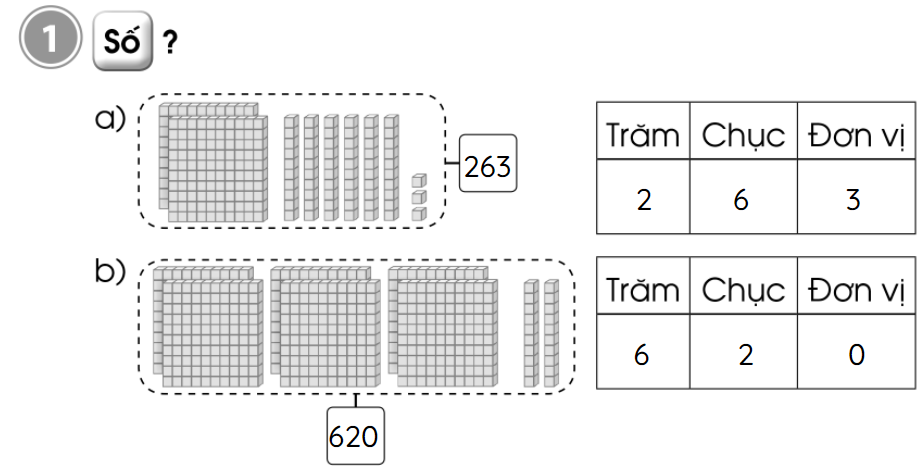 1 Số ?
a)
263
Trăm Chục Đơn vị
2 6 3
b)
620
Trăm Chục Đơn vị
6 2 0